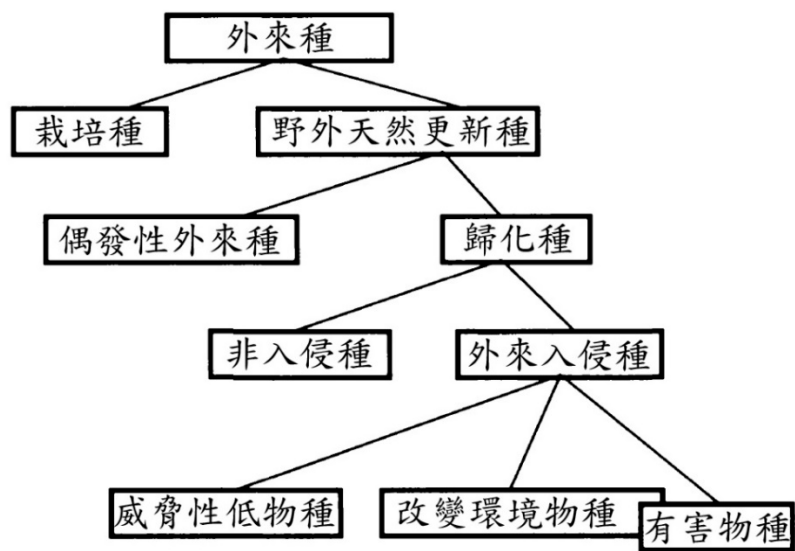 外來種
栽培種
野外天然更新種
偶發性外來種
歸化種
非入侵種
外來入侵種
威脅性低物種
改變環境物種
有害物種